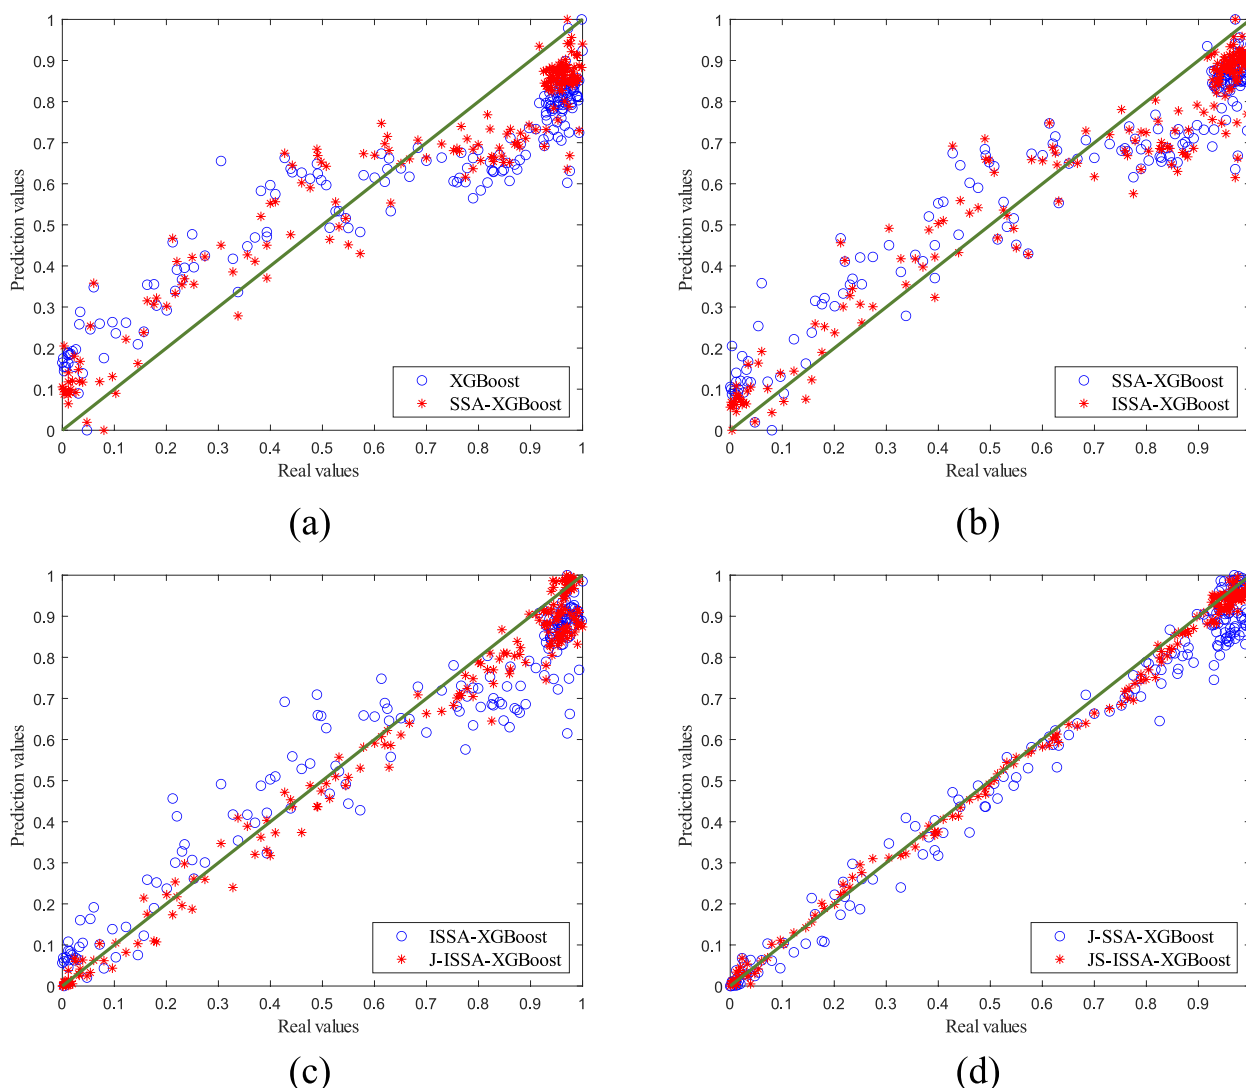 1
0.9
0.8
0.7
0.6
0.5
0.4
0.3
0.2
0.1
0
Prediction values
XGBoost
SSA-XGBoost
0 0.1 0.2 0.3 0.4 0.5 0.6 0.7 0.8 0.9 1
Real values
(a)
1
0.9
0.8
0.7
0.6
0.5
0.4
0.3
0.2
0.1
0
Prediction values
SSA-XGBoost
ISSA-XGBoost
0 0.1 0.2 0.3 0.4 0.5 0.6 0.7 0.8 0.9
Real values
(b)
1
0.9
0.8
0.7
0.6
0.5
0.4
0.3
0.2
0.1
0
Prediction values
ISSA-XGBoost
J-ISSA-XGBoost
0 0.1 0.2 0.3 0.4 0.5 0.6 0.7 0.8 0.9 1
Real values
(c)
1
0.9
0.8
0.7
0.6
0.5
0.4
0.3
0.2
0.1
0
Prediction values
J-SSA-XGBoost
JS-ISSA-XGBoost
0 0.1 0.2 0.3 0.4 0.5 0.6 0.7 0.8 0.9
Real values
(d)